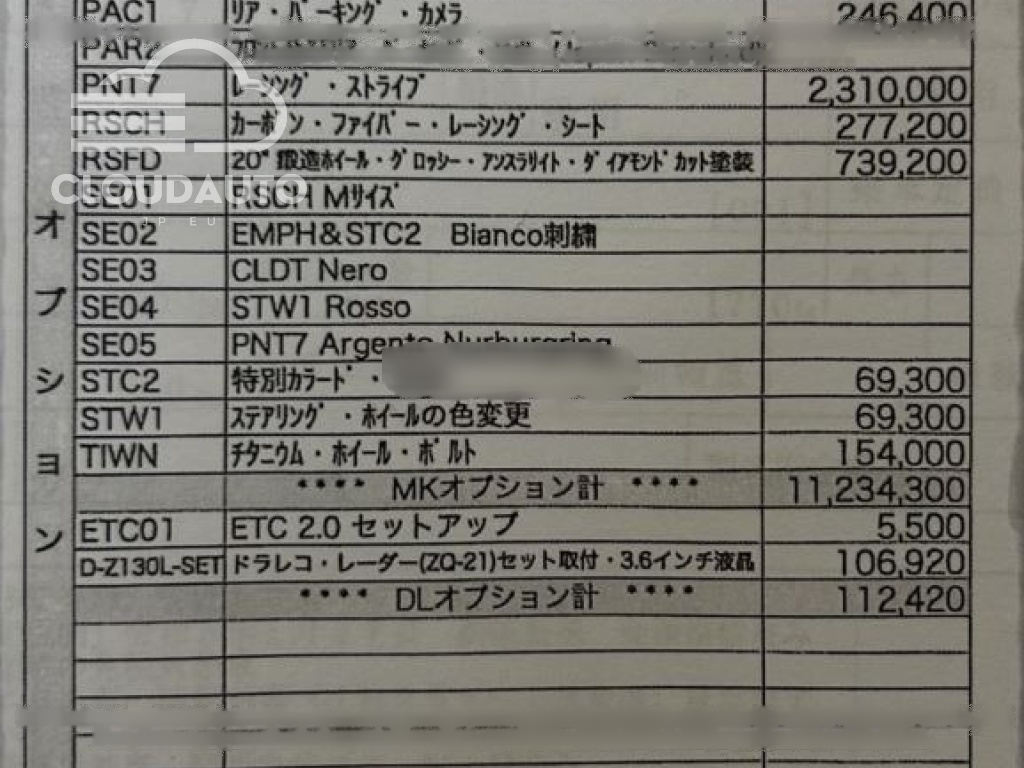 PAC1 リア・パーキング・カメラ 246,400
PAR2
PNT7 レーシング・ストライプ 2,310,000
RSCH カーボン・ファイバー・レーシング・シート 277,200
RSFD 20"鍛造ホイール・グロッシー・アンスラサイト・ダイアモンドカット塗装 739,200
CLOUDAUTO
JP EU
SE01 RSCH Mサイズ
SE02 EMPH&STC2 Bianco刺繍
SE03 CLDT Nero
SE04 STW1 Rosso
SE05 PNT7 Argento Nurburgring
STC2 特別カラード・ 69,300
STW1 ステアリング・ホイールの色変更 69,300
TIWN チタニウム・ホイール・ボルト 154,000
**** MKオプション計 **** 11,234,300
ETC01 ETC 2.0 セットアップ 5,500
D-Z130L-SET ドラレコ・レーダー(ZQ-21)セット取付・3.6インチ液晶 106,920
**** DLオプション計 **** 112,420
オプション